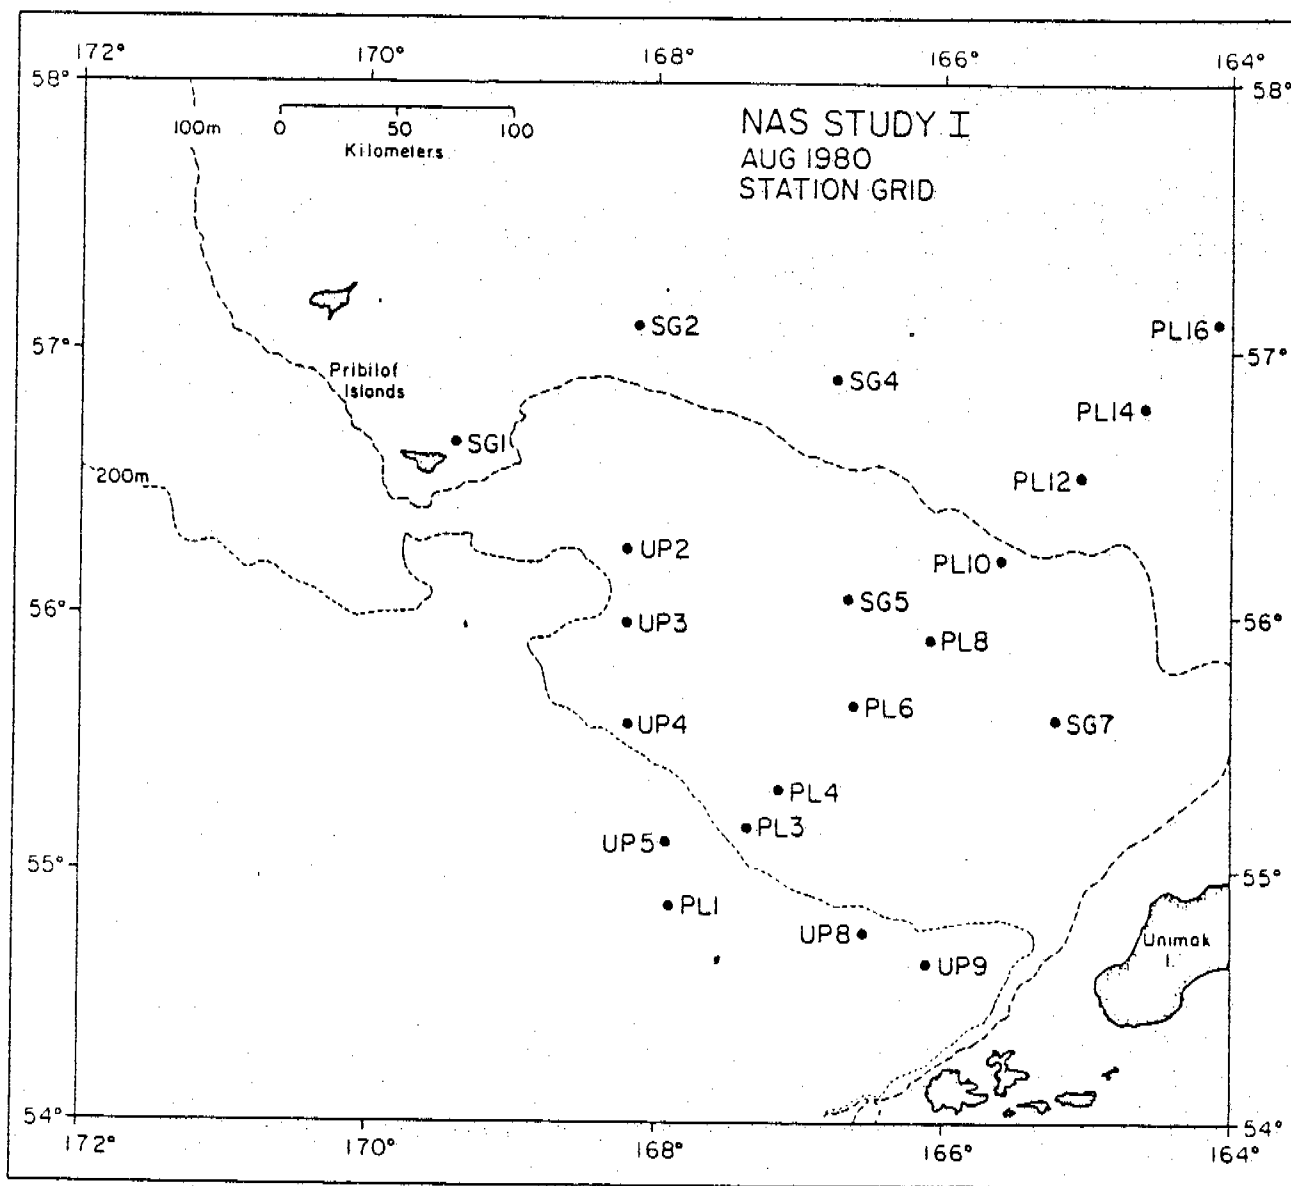 172° 170° 168° 166° 164°
58° 58°
100m 0 50 100
Kilometers
NAS STUDY I
AUG 1980
STATION GRID
SG2
PL16
57° 57°
Pribilof
Islands
SG4
PL14
SG1
200m
PL12
UP2
PL10
56° SG5 56°
UP3
PL8
PL6
UP4 SG7
PL4
PL3
UP5
55° 55°
PL1
UP8
Unimak
I.
UP9
54° 54°
172° 170° 168° 166° 164°